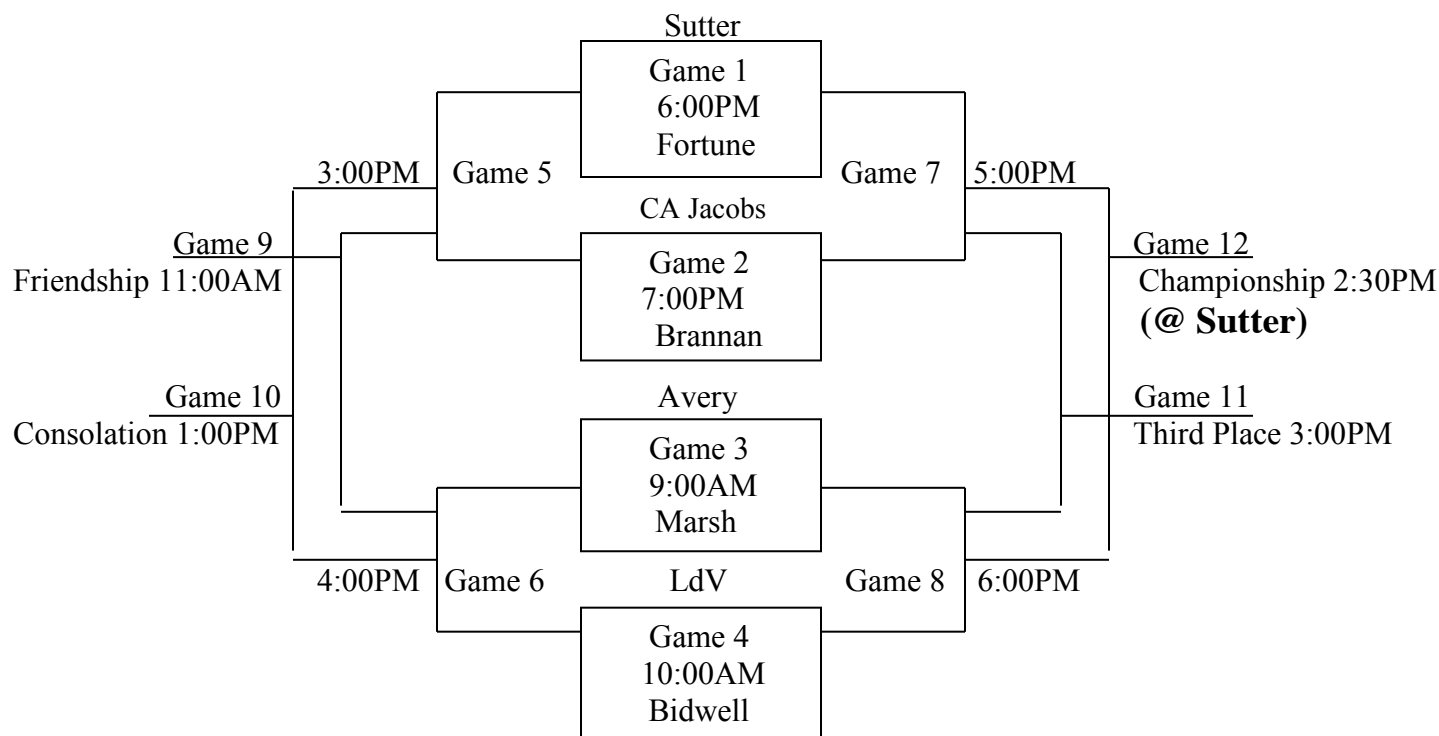 Sutter
Game 1
6:00PM
Fortune
3:00PM
Game 5
Game 7
5:00PM
CA Jacobs
Game 9
Friendship 11:00AM
Game 2
7:00PM
Brannan
Game 12
Championship 2:30PM
(@ Sutter)
Avery
Game 10
Consolation 1:00PM
Game 3
9:00AM
Marsh
Game 11
Third Place 3:00PM
4:00PM
Game 6
LdV
Game 8
6:00PM
Game 4
10:00AM
Bidwell